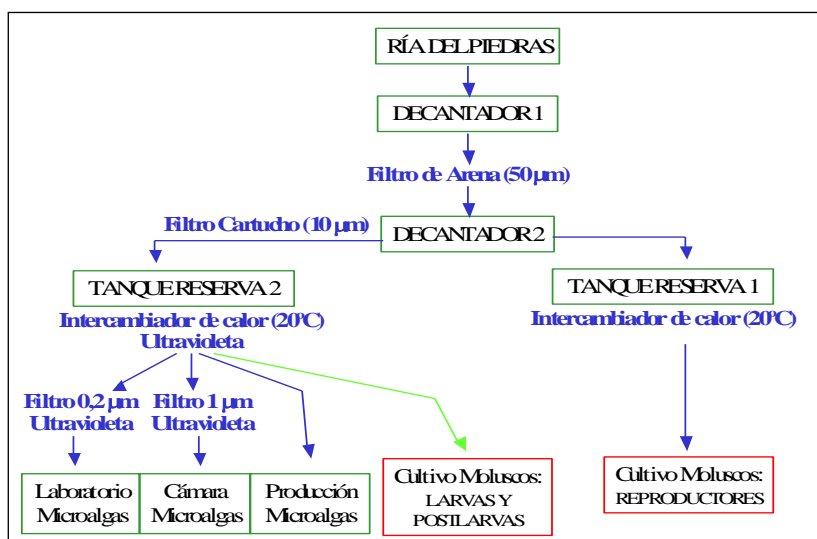 RÍA DEL PIEDRAS
DECANTADOR 1
Filtro de Arena (50 µm)
Filtro Cartucho (10 µm)
DECANTADOR 2
TANQUE RESERVA 2
TANQUE RESERVA 1
Intercambiador de calor (20ºC)
Ultravioleta
Intercambiador de calor (20ºC)
Filtro 0,2 µm
Ultravioleta
Filtro 1 µm
Ultravioleta
Laboratorio
Microalgas
Cámara
Microalgas
Producción
Microalgas
Cultivo Moluscos:
LARVAS Y
POSTLARVAS
Cultivo Moluscos:
REPRODUCTORES